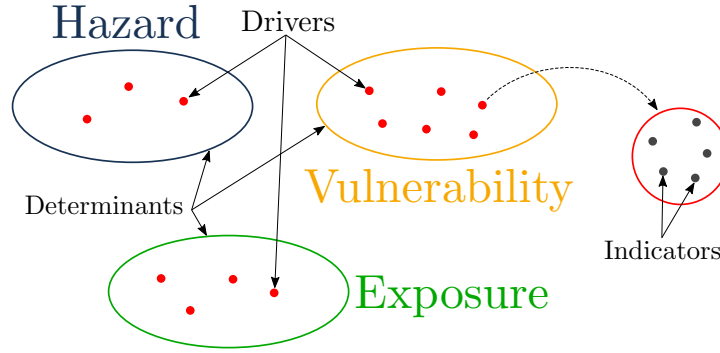 Hazard
Drivers
Vulnerability
Determinants
Indicators
Exposure